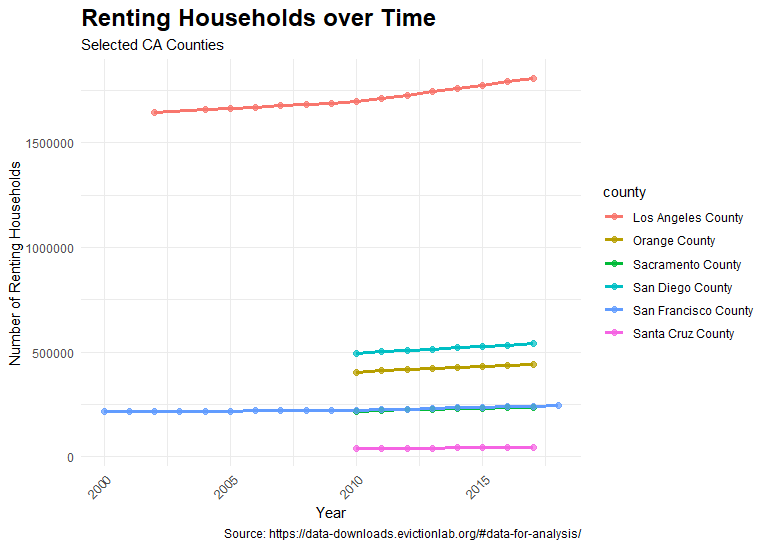 Renting Households over Time
Selected CA Counties
Number of Renting Households
1500000
1000000
500000
0
2000
2005
2010
2015
Year
county
Los Angeles County
Orange County
Sacramento County
San Diego County
San Francisco County
Santa Cruz County
Source: https://data-downloads.evictionlab.org/#data-for-analysis/